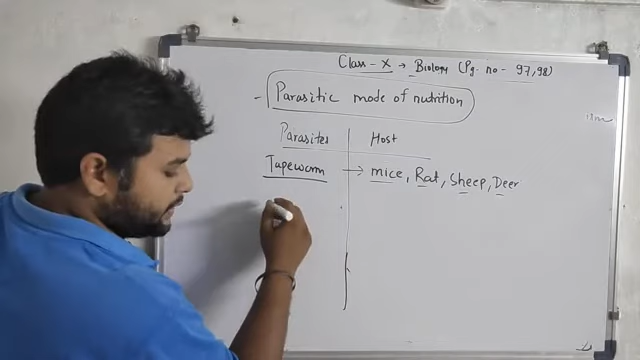 Class-X → Biology (Pg. no - 97,98)
- Parasitic mode of nutrition
Parasites Host
Tapeworm → mice, Rat, Sheep, Deer